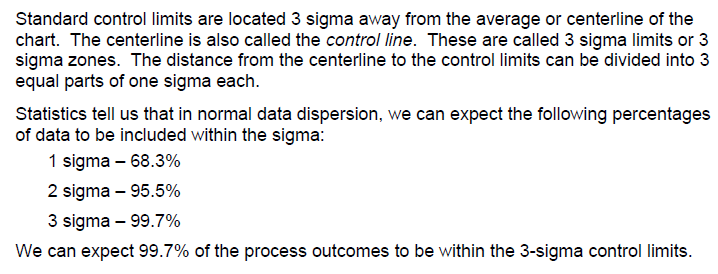 Standard control limits are located 3 sigma away from the average or centerline of the
chart.  The centerline is also called the control line.  These are called 3 sigma limits or 3
sigma zones.  The distance from the centerline to the control limits can be divided into 3
equal parts of one sigma each.
Statistics tell us that in normal data dispersion, we can expect the following percentages
of data to be included within the sigma:
1 sigma – 68.3%
2 sigma – 95.5%
3 sigma – 99.7%
We can expect 99.7% of the process outcomes to be within the 3-sigma control limits.